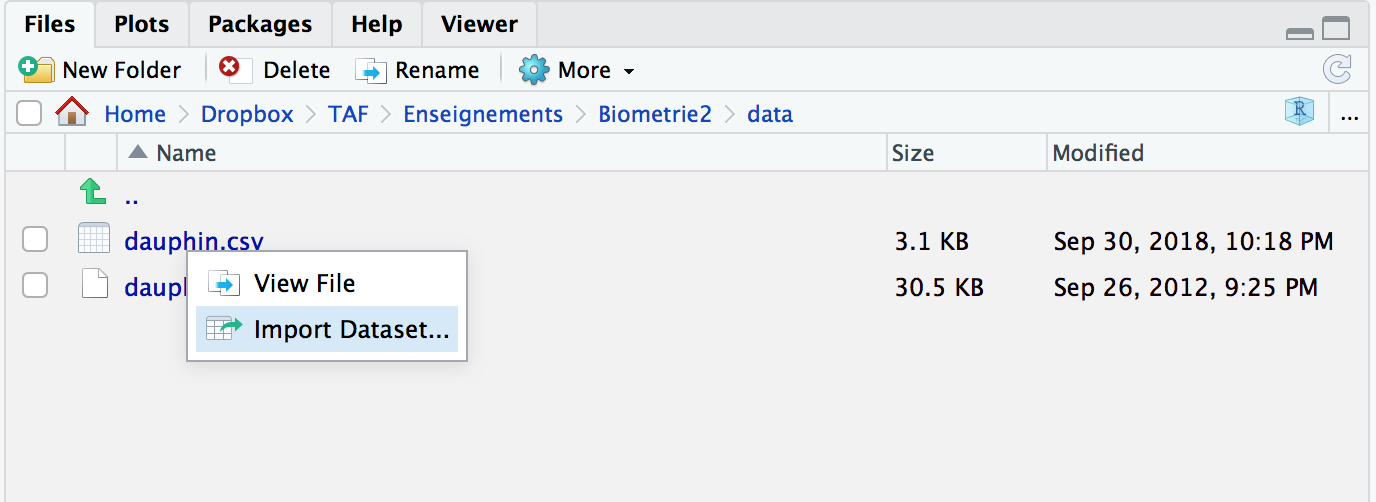 Files Plots Packages Help Viewer
New Folder Delete Rename More
Home Dropbox TAF Enseignements Biometrie2 data R ...
Name Size Modified
..
dauphin.csv 3.1 KB Sep 30, 2018, 10:18 PM
View File
30.5 KB Sep 26, 2012, 9:25 PM
Import Dataset...